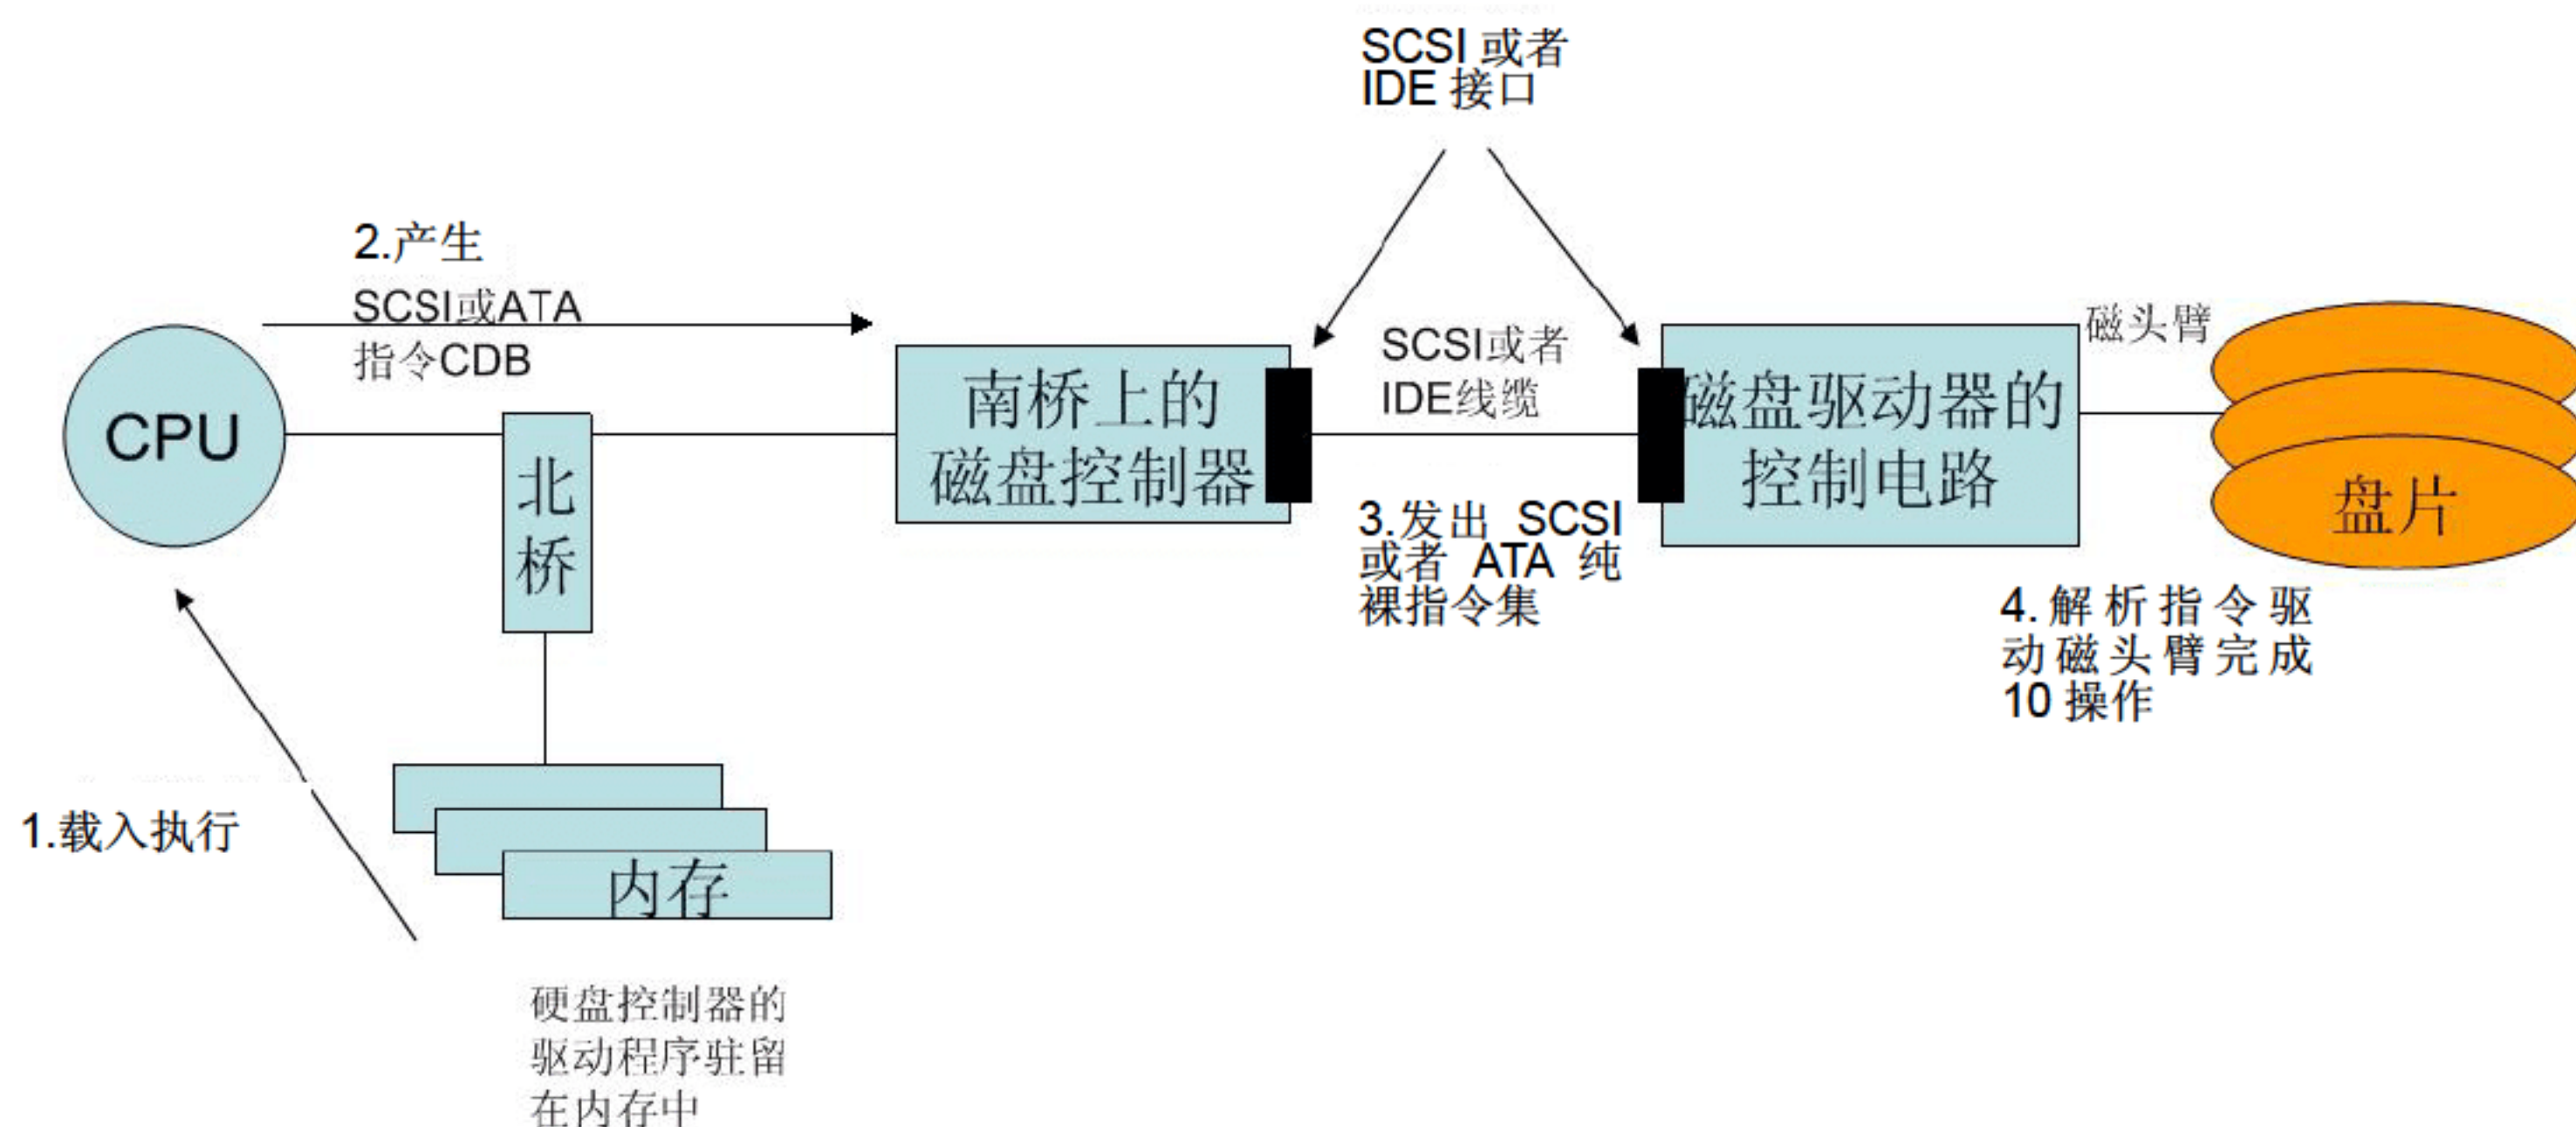 SCSI 或者
IDE 接口
2.产生
SCSI或ATA
指令CDB
CPU
北
桥
南桥上的
磁盘控制器
SCSI或者
IDE线缆
磁盘驱动器的
控制电路
磁头臂
盘片
3.发出 SCSI
或者 ATA 纯
裸指令集
4.解析指令驱
动磁头臂完成
10 操作
1.载入执行
内存
硬盘控制器的
驱动程序驻留
在内存中